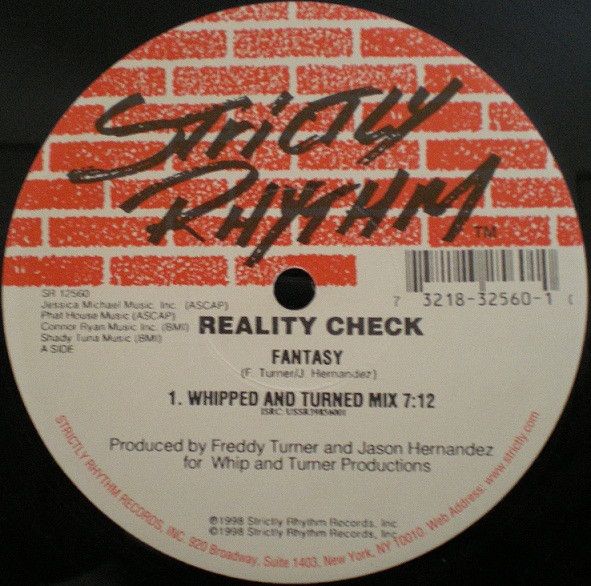 STRICTLY
RHYTHM
TM
7 3218-32560-1 0
SR 12560
Jessica Michael Music, Inc. (ASCAP)
Phat House Music (ASCAP)
Connor Ryan Music Inc. (BMI)
Shady Tuna Music (BMI)
A SIDE
REALITY CHECK
FANTASY
(F. Turner/J. Hernandez)
1. WHIPPED AND TURNED MIX 7:12
Produced by Freddy Turner and Jason Hernandez
for Whip and Turner Productions
℗1998 Strictly Rhythm Records, Inc.
©1998 Strictly Rhythm Records, Inc.
STRICTLY RHYTHM RECORDS, INC. 920 Broadway, Suite 1403, New York, NY 10010. Web Address: www.strictly.com